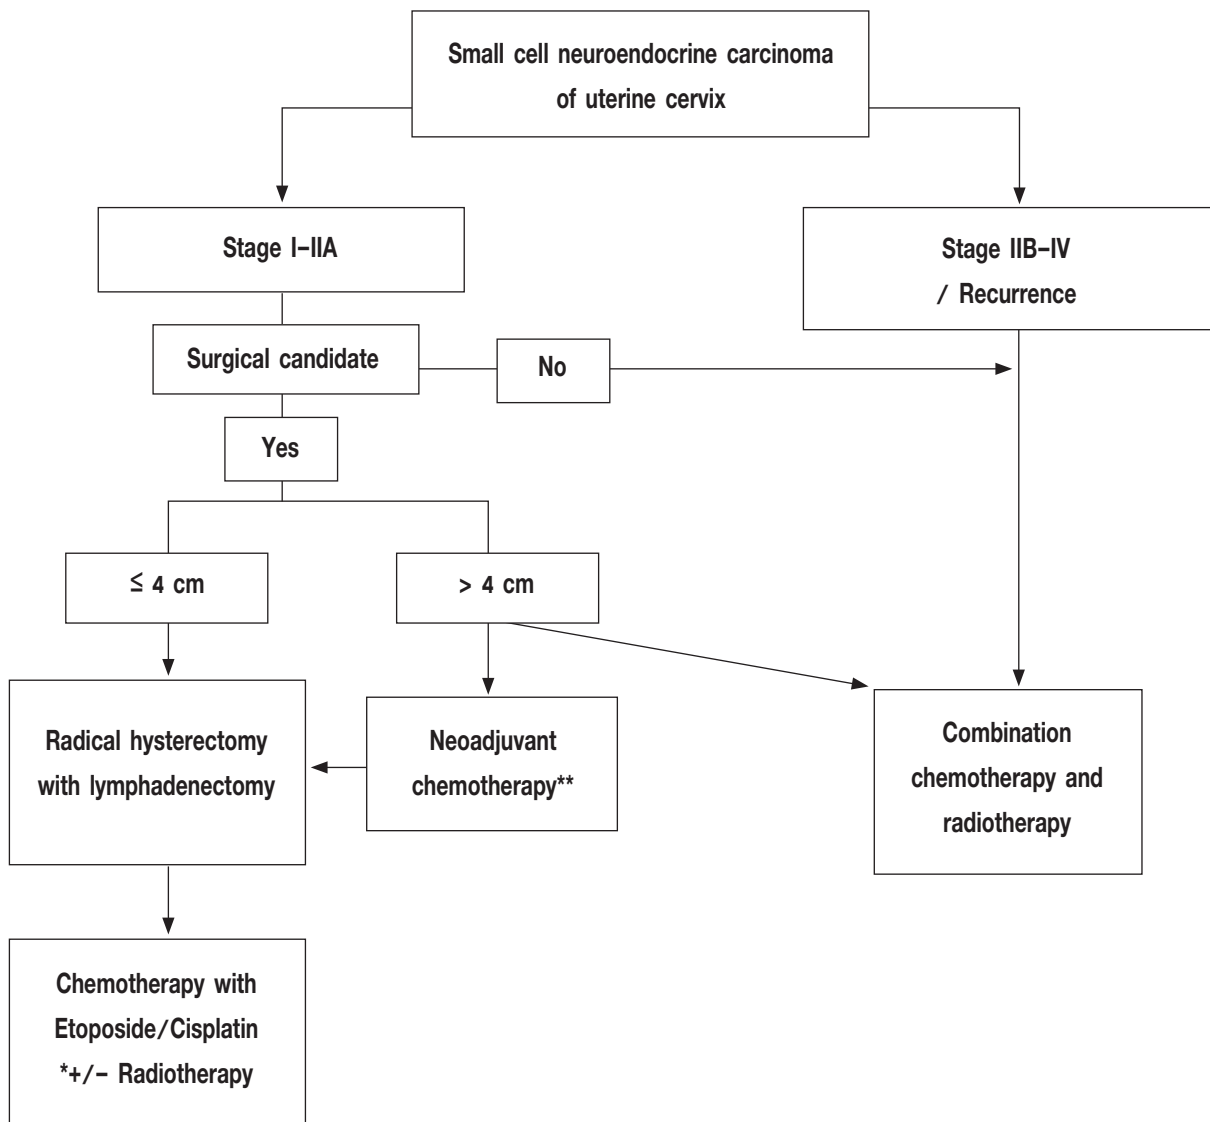 Small cell neuroendocrine carcinoma
of uterine cervix
Stage I–IIA
Stage IIB–IV
/ Recurrence
Surgical candidate
No
Yes
≦ 4 cm
> 4 cm
Radical hysterectomy
with lymphadenectomy
Neoadjuvant
chemotherapy**
Combination
chemotherapy and
radiotherapy
Chemotherapy with
Etoposide/Cisplatin
*+/– Radiotherapy